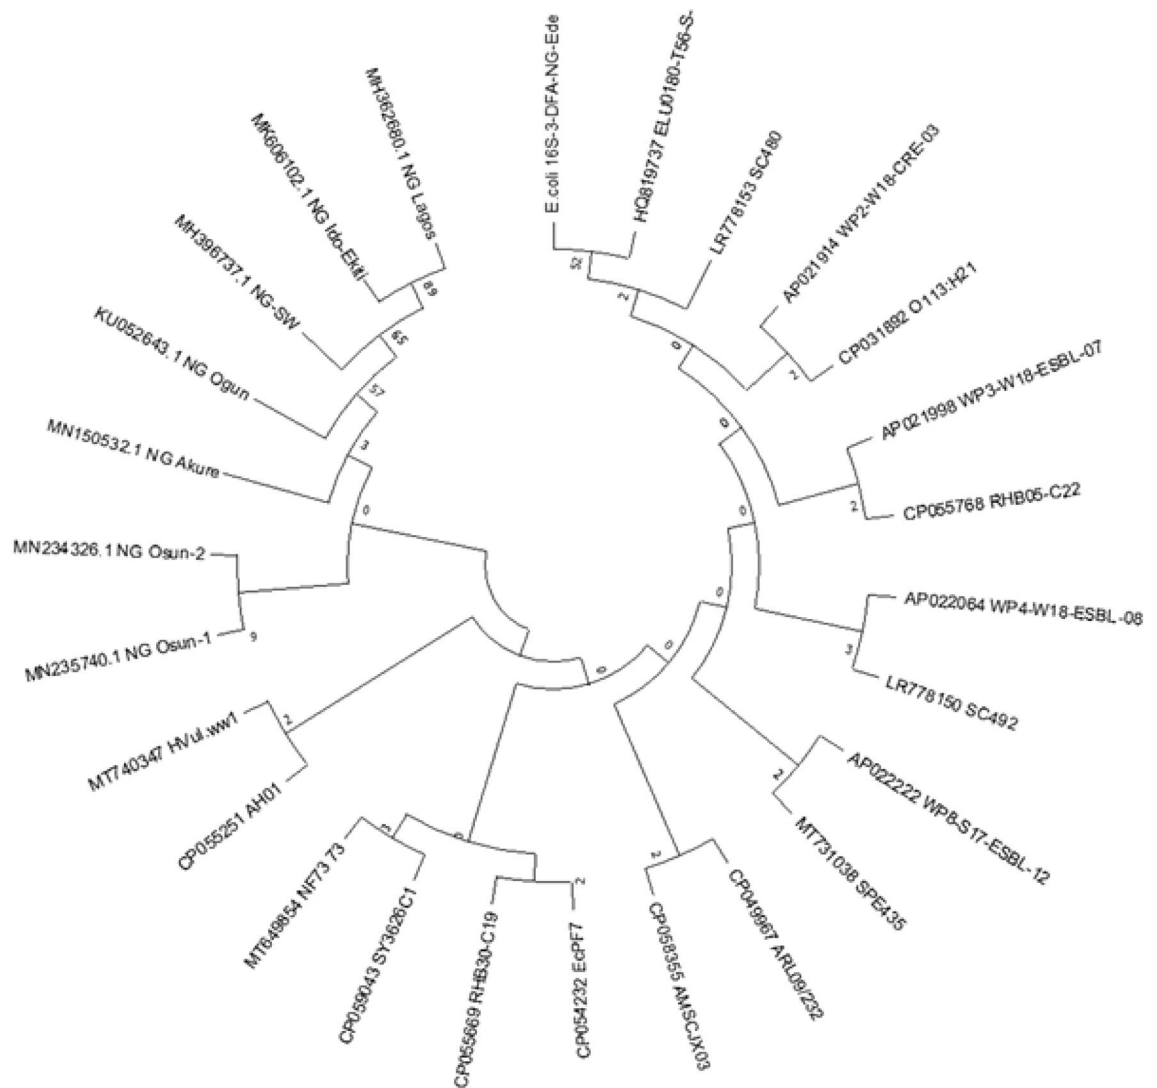 E.coli 16S-3-DFA-NG-Ede
HQ819737 ELU0180-T56-S-
LR778153 SC480
AP021914 WP2-W18-CRE-03
CP031892 O113:H21
AP021998 WP3-W18-ESBL-07
CP055768 RHB05-C22
AP022064 WP4-W18-ESBL-08
LR778150 SC492
AP022222 WP8-S17-ESBL-12
MT731038 SPE435
CP049967 ARL09/232
CP058355 AMSCJX03
CP054232 EcPF7
CP055669 RHB30-C19
CP059043 SY3626C1
MT649854 NF73 73
CP055251 AH01
MT740347 HVul.ww1
MN235740.1 NG Osun-1
MN234326.1 NG Osun-2
MN150532.1 NG Akure
KU052643.1 NG Ogun
MH396737.1 NG-SW
MK606102.1 NG Ido-Ekiti
MH362680.1 NG Lagos
52
2
0
2
0
2
0
3
0
2
0
2
0
2
0
3
2
9
0
3
57
65
89